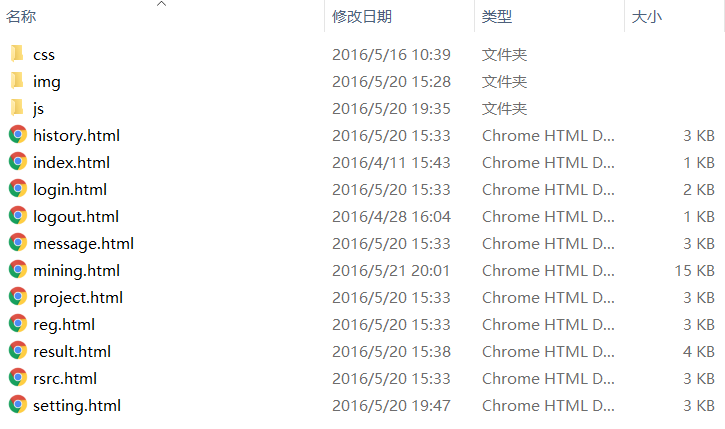 名称 修改日期 类型 大小
css 2016/5/16 10:39 文件夹
img 2016/5/20 15:28 文件夹
js 2016/5/20 19:35 文件夹
history.html 2016/5/20 15:33 Chrome HTML D... 3 KB
index.html 2016/4/11 15:43 Chrome HTML D... 1 KB
login.html 2016/5/20 15:33 Chrome HTML D... 2 KB
logout.html 2016/4/28 16:04 Chrome HTML D... 1 KB
message.html 2016/5/20 15:33 Chrome HTML D... 3 KB
mining.html 2016/5/21 20:01 Chrome HTML D... 15 KB
project.html 2016/5/20 15:33 Chrome HTML D... 3 KB
reg.html 2016/5/20 15:33 Chrome HTML D... 3 KB
result.html 2016/5/20 15:38 Chrome HTML D... 4 KB
rsrc.html 2016/5/20 15:33 Chrome HTML D... 3 KB
setting.html 2016/5/20 19:47 Chrome HTML D... 3 KB